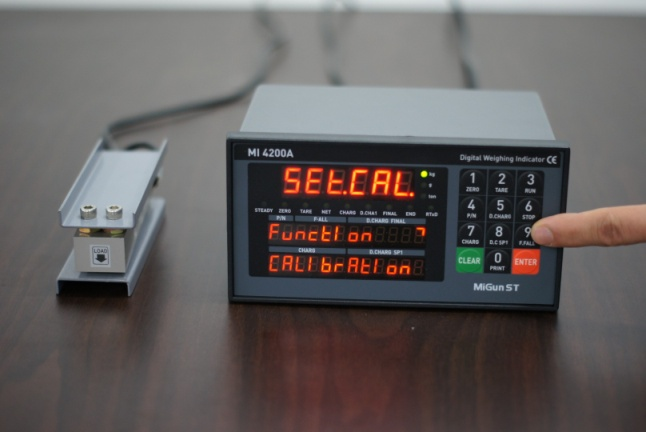 MI 4200A
Digital Weighing Indicator CE
SEt.CAL.
kg
g
ton
STEADY ZERO TARE NET CHARG D.CHA1 FINAL END
P/N F-ALL D.CHARG FINAL
FunctIon 7
CHARG D.CHARG SP1
CALIbrAtIon
1 2 3
ZERO TARE RUN
4 5 6
P/N D.CHARG STOP
7 8 9
CHARG D.C SP1 F.FALL
CLEAR 0 ENTER
PRINT
MiGun ST
LOAD